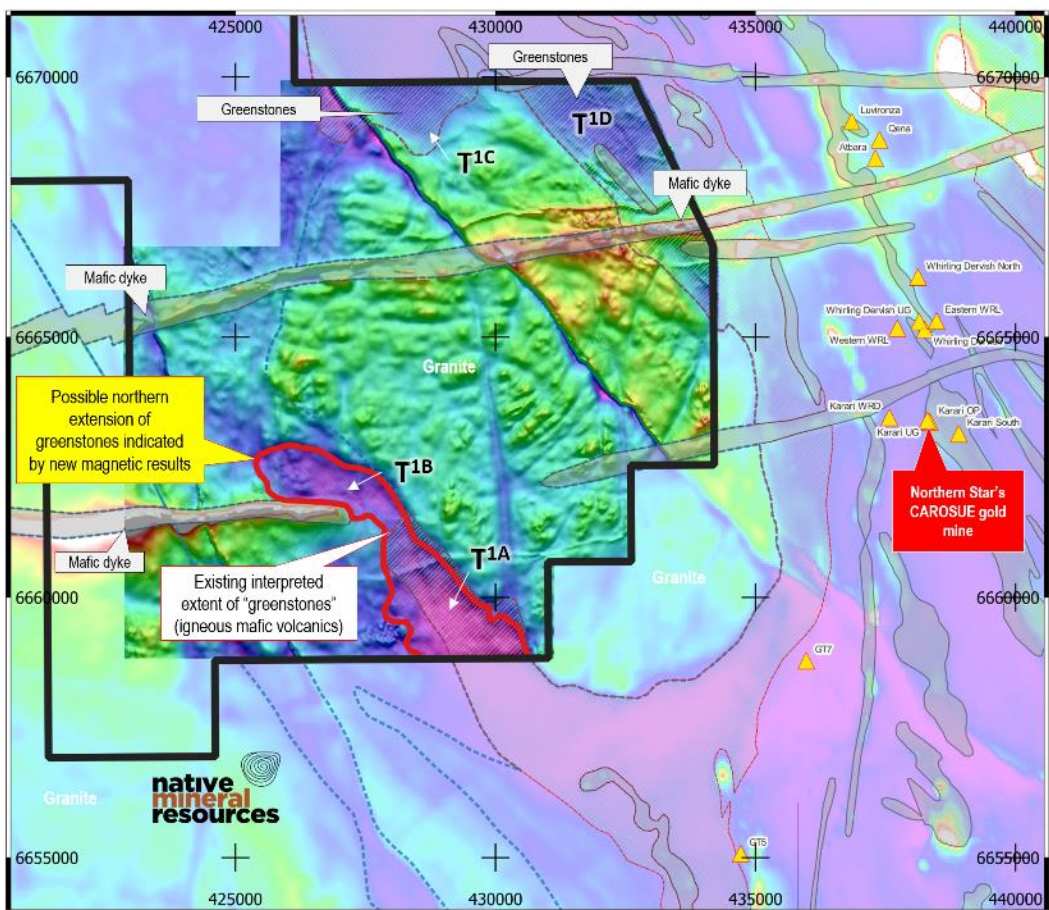 425000
430000
435000
440000
6670000
6670000
Greenstones
Greenstones
T1D
T1C
Luvironza
Qena
Atbara
Mafic dyke
Mafic dyke
Whirling Dervish North
Whirling Dervish UG
Eastern WRL
6665000
Western WRL
Whirling Dervish
6665000
Granite
Possible northern
extension of
greenstones indicated
by new magnetic results
Karari WRD
Karari OP
Karari UG
Karari South
T1B
Northern Star's
CAROSUE gold
mine
Mafic dyke
T1A
Existing interpreted
extent of "greenstones"
(igneous mafic volcanics)
Granite
6660000
6660000
GT7
native
mineral
resources
Granite
GT5
6655000
6655000
425000
430000
435000
440000